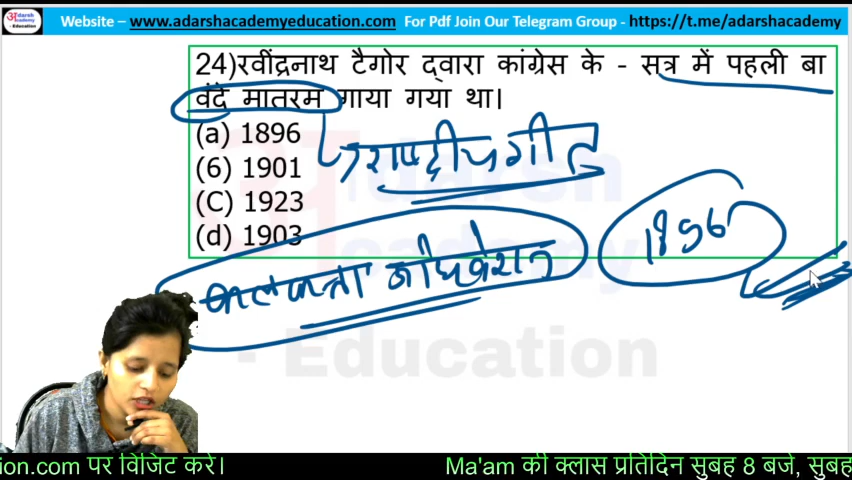 Website – www.adarshacademyeducation.com For Pdf Join Our Telegram Group - https://t.me/adarshacademy
24)रवींद्रनाथ टैगोर द्वारा कांग्रेस के - सत्र में पहली बा
वंदे मातरम गाया गया था।
(a) 1896
(6) 1901
(C) 1923
(d) 1903
राष्ट्रीय गीत
1896
कलकत्ता अधिवेशन
- Education
ion.com पर विजिट करे। Ma'am की क्लास प्रतिदिन सुबह 8 बजे, सुबह